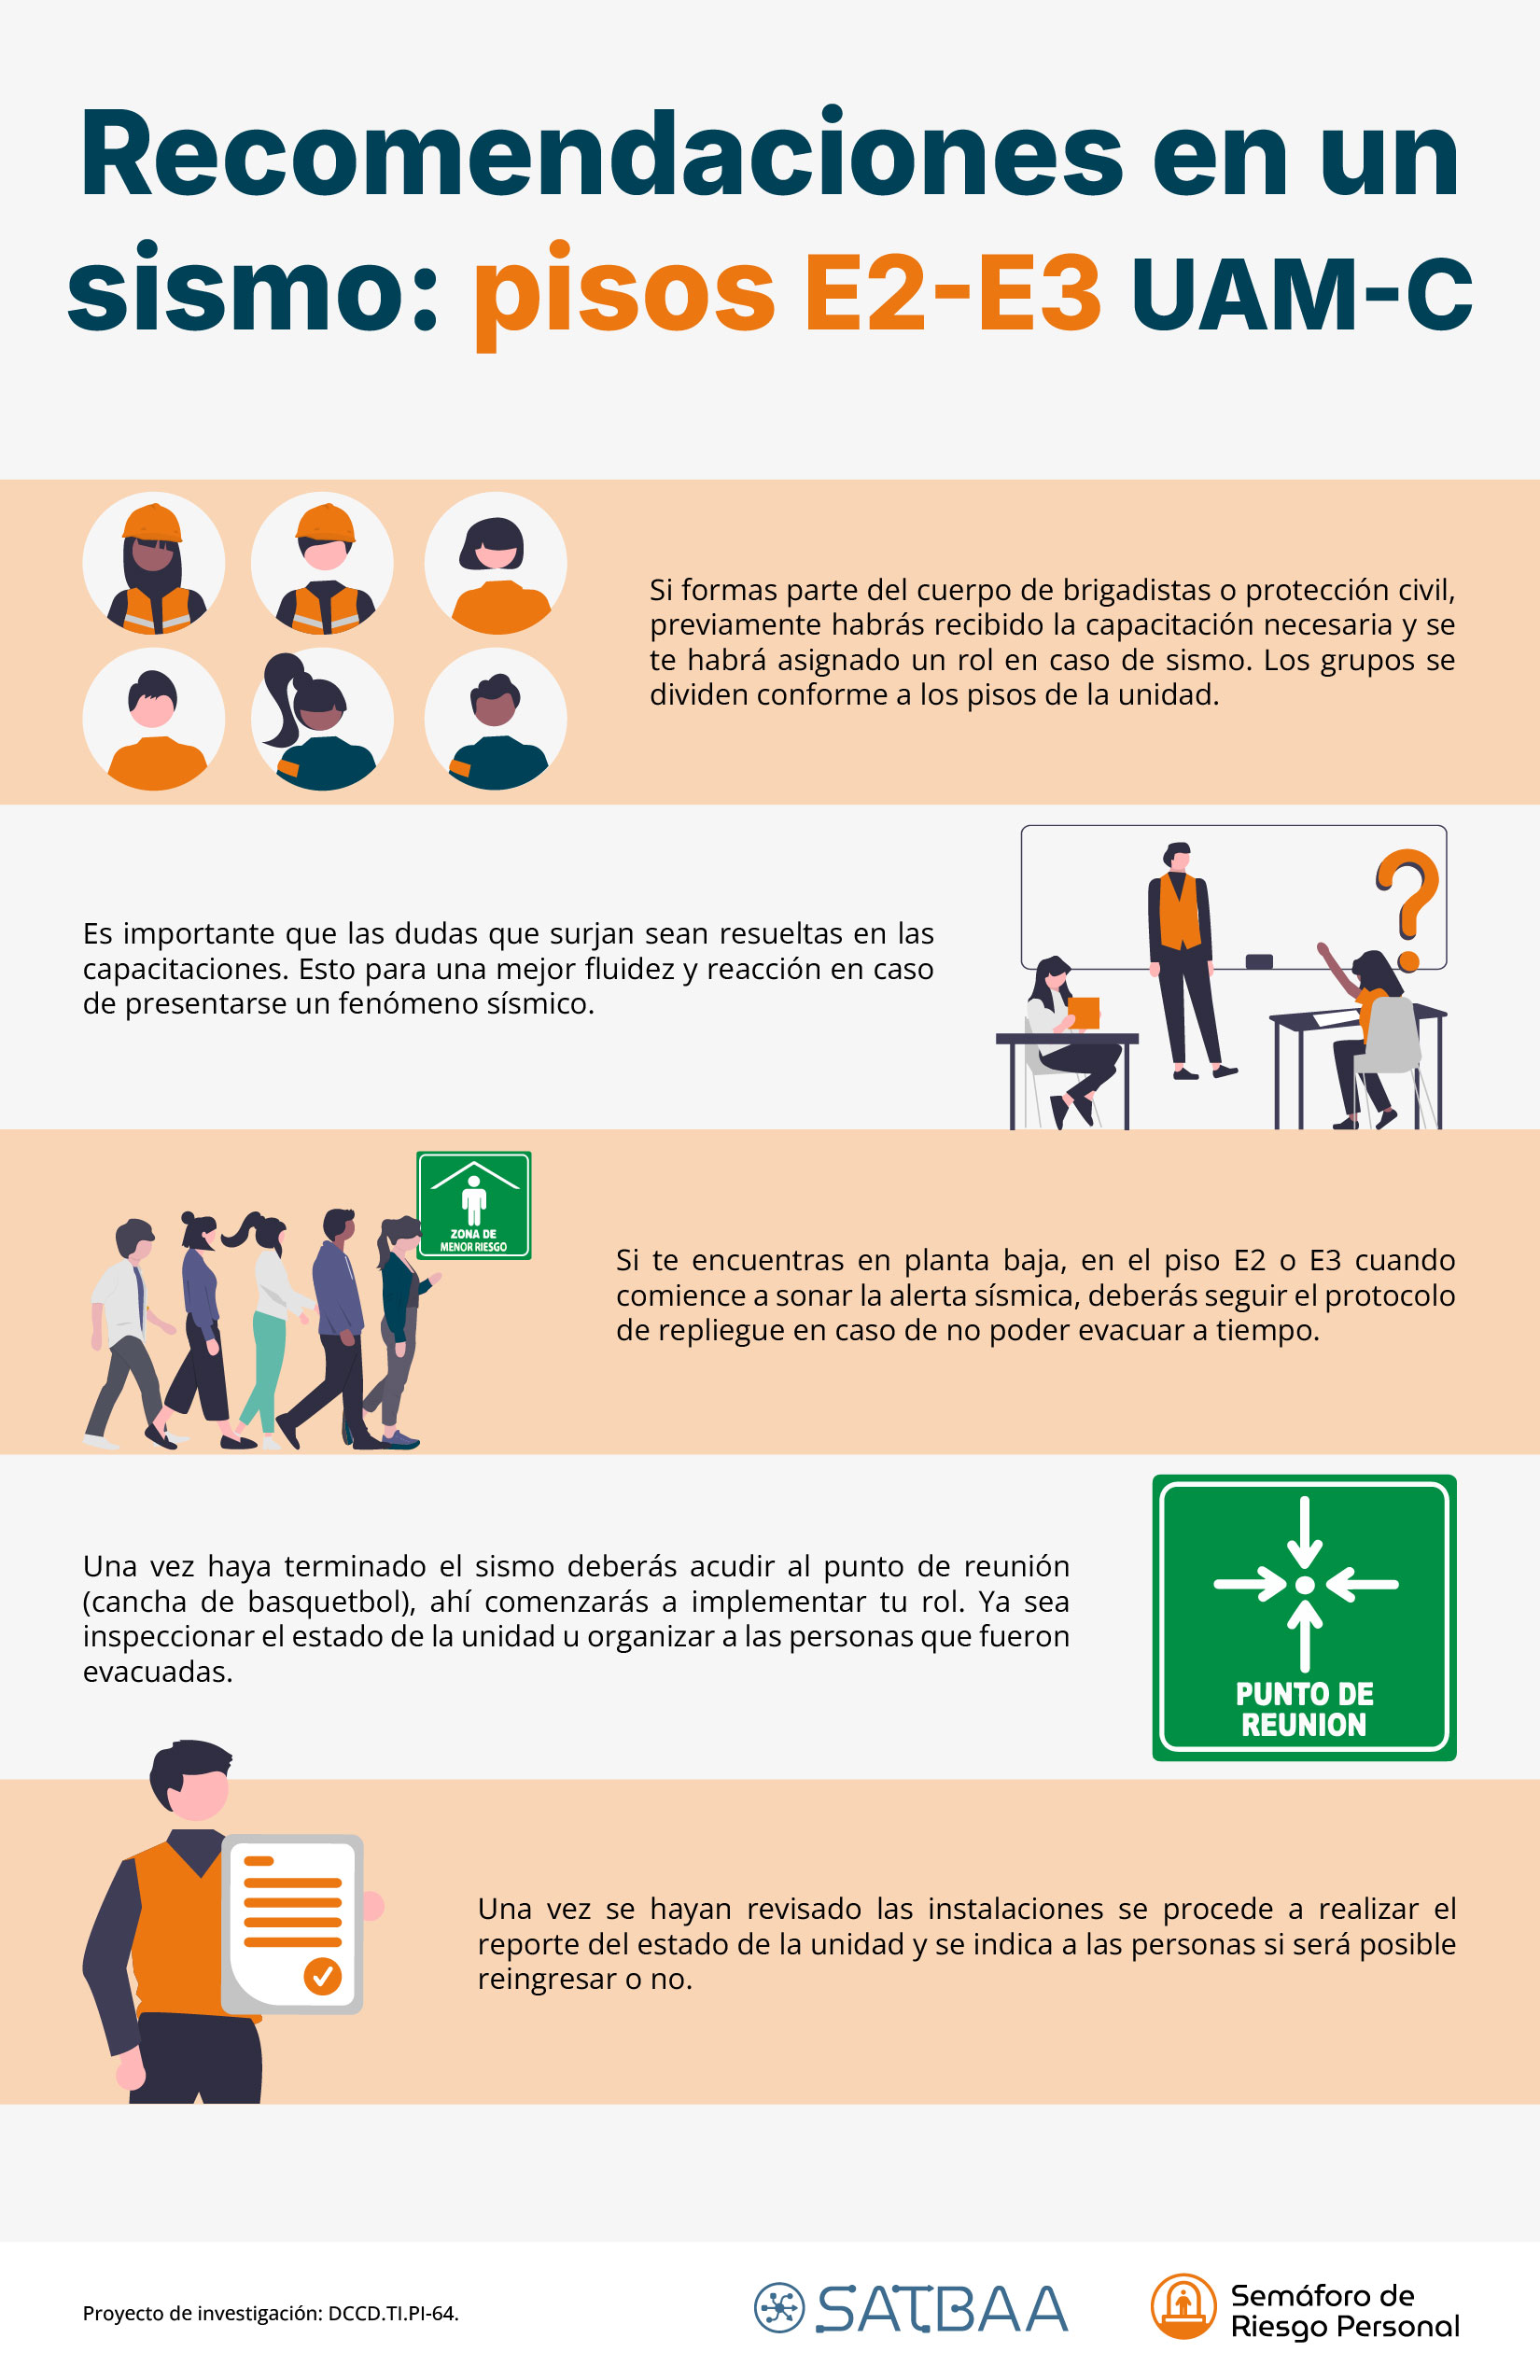 Recomendaciones en un
sismo: pisos E2-E3 UAM-C
Si formas parte del cuerpo de brigadistas o protección civil,
previamente habrás recibido la capacitación necesaria y se
te habrá asignado un rol en caso de sismo. Los grupos se
dividen conforme a los pisos de la unidad.
Es importante que las dudas que surjan sean resueltas en las
capacitaciones. Esto para una mejor fluidez y reacción en caso
de presentarse un fenómeno sísmico.
?
ZONA DE
MENOR RIESGO
Si te encuentras en planta baja, en el piso E2 o E3 cuando
comience a sonar la alerta sísmica, deberás seguir el protocolo
de repliegue en caso de no poder evacuar a tiempo.
Una vez haya terminado el sismo deberás acudir al punto de reunión
(cancha de basquetbol), ahí comenzarás a implementar tu rol. Ya sea
inspeccionar el estado de la unidad u organizar a las personas que fueron
evacuadas.
PUNTO DE
REUNION
Una vez se hayan revisado las instalaciones se procede a realizar el
reporte del estado de la unidad y se indica a las personas si será posible
reingresar o no.
Proyecto de investigación: DCCD.TI.PI-64.
SATBAA
Semáforo de
Riesgo Personal